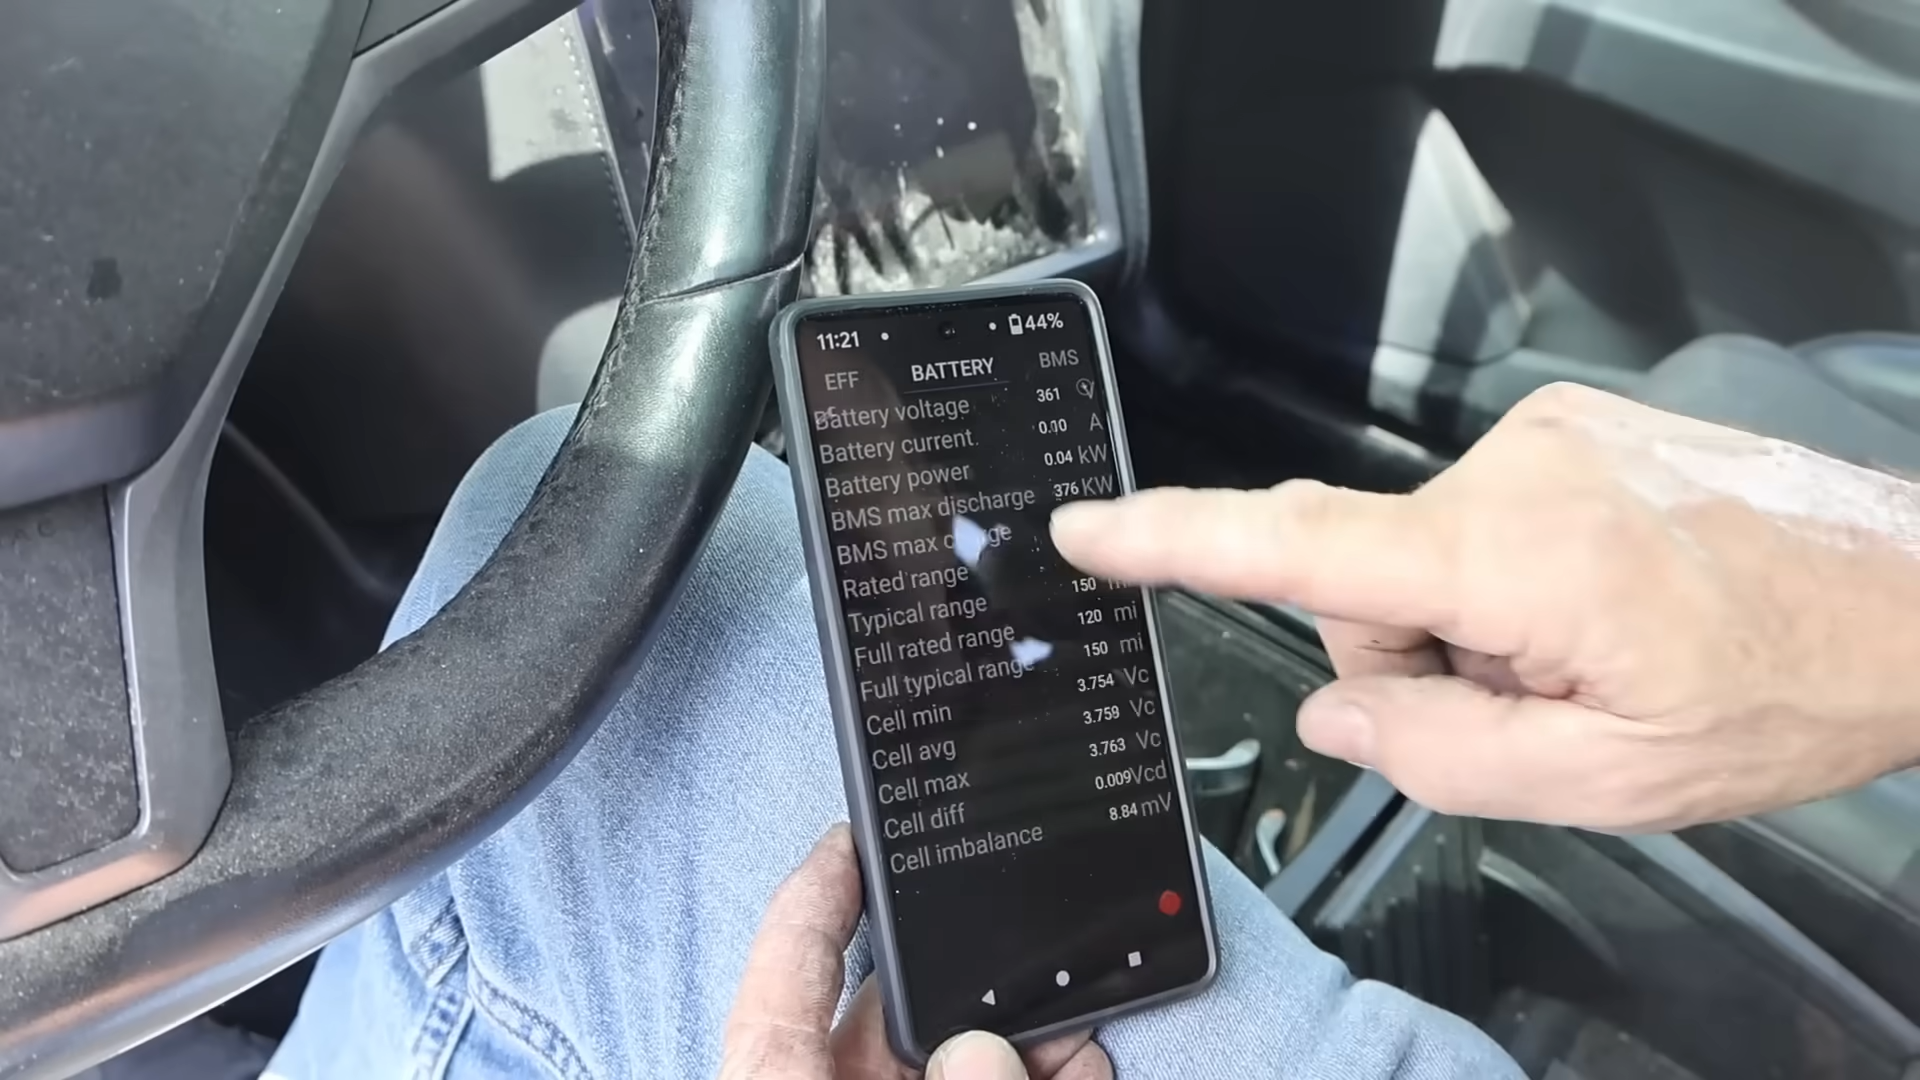 11:21 44%
EFF BATTERY BMS
Battery voltage 361 V
Battery current 0.10 A
Battery power 0.04 kW
BMS max discharge 376 KW
BMS max charge
Rated range
Typical range 150
Full rated range 120 mi
Full typical range 150 mi
Cell min 3.754 Vc
Cell avg 3.759 Vc
Cell max 3.763 Vc
Cell diff 0.009 Vcd
Cell imbalance 8.84 mV